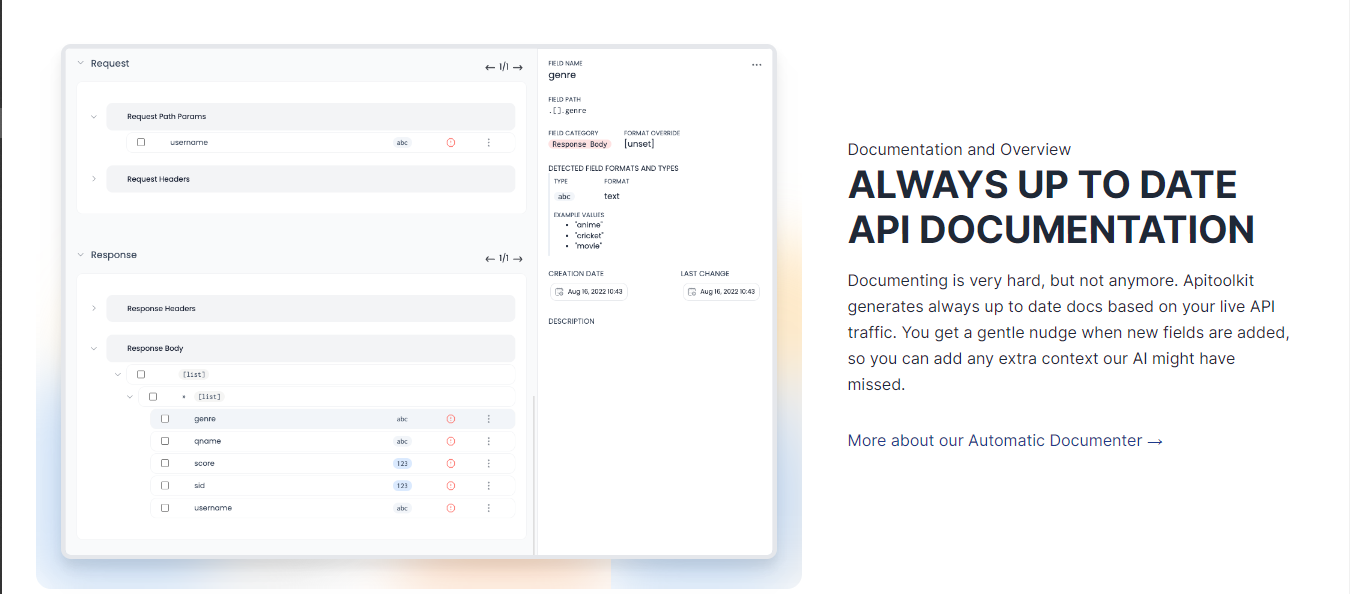 Request
← 1/1 →
Request Path Params
username abc
Request Headers
Response
← 1/1 →
Response Headers
Response Body
[list]
[list]
genre abc
qname abc
score 123
sid 123
username abc
FIELD NAME
genre
FIELD PATH
.[].genre
FIELD CATEGORY FORMAT OVERRIDE
Response Body [unset]
DETECTED FIELD FORMATS AND TYPES
TYPE FORMAT
abc text
EXAMPLE VALUES
• "anime"
• "cricket"
• "movie"
CREATION DATE LAST CHANGE
Aug 16, 2022 10:43 Aug 16, 2022 10:43
DESCRIPTION
Documentation and Overview
ALWAYS UP TO DATE
API DOCUMENTATION
Documenting is very hard, but not anymore. Apitoolkit
generates always up to date docs based on your live API
traffic. You get a gentle nudge when new fields are added,
so you can add any extra context our AI might have
missed.
More about our Automatic Documenter →